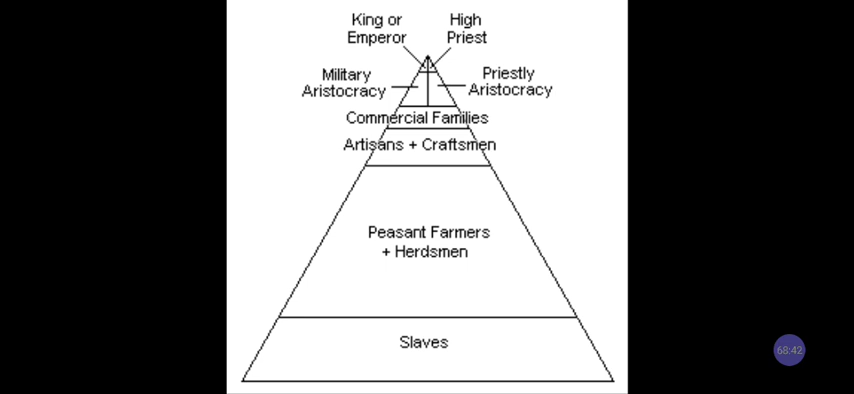 King or
Emperor
High
Priest
Military
Aristocracy
Priestly
Aristocracy
Commercial Families
Artisans + Craftsmen
Peasant Farmers
+ Herdsmen
Slaves
68:42